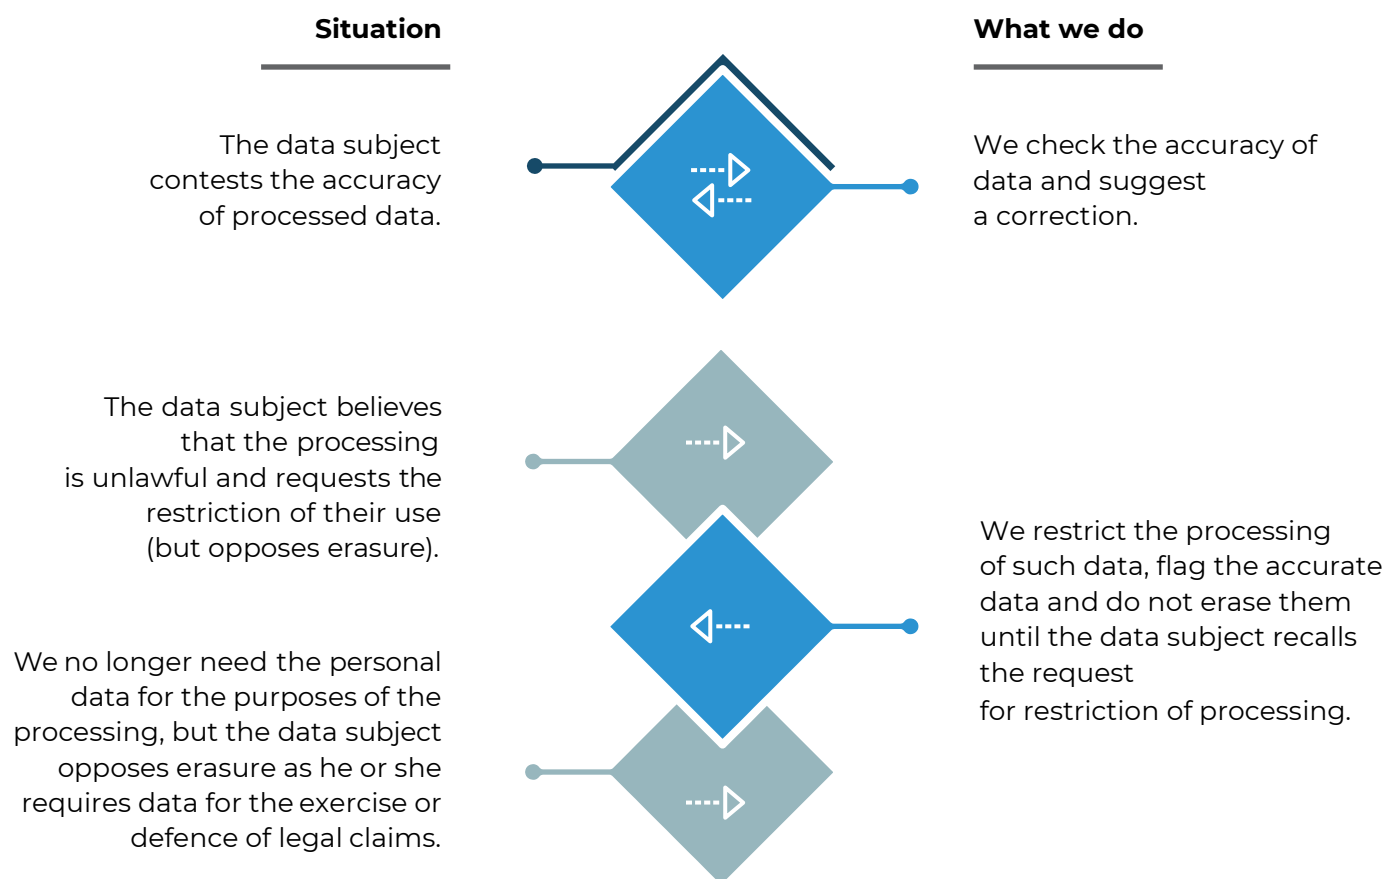 Situation
What we do
The data subject
contests the accuracy
of processed data.
We check the accuracy of
data and suggest
a correction.
The data subject believes
that the processing
is unlawful and requests the
restriction of their use
(but opposes erasure).
We restrict the processing
of such data, flag the accurate
data and do not erase them
until the data subject recalls
the request
for restriction of processing.
We no longer need the personal
data for the purposes of the
processing, but the data subject
opposes erasure as he or she
requires data for the exercise or
defence of legal claims.